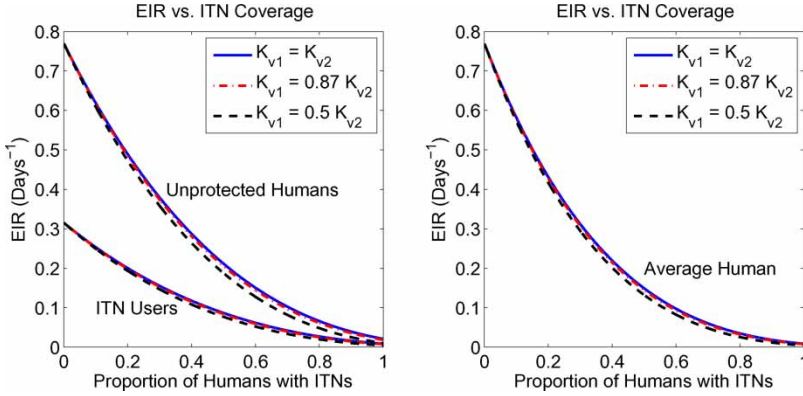 EIR vs. ITN Coverage
0.8
0.7
0.6
0.5
0.4
0.3
0.2
0.1
0
EIR (Days⁻¹)
K_v1 = K_v2
K_v1 = 0.87 K_v2
K_v1 = 0.5 K_v2
Unprotected Humans
ITN Users
0 0.2 0.4 0.6 0.8 1
Proportion of Humans with ITNs
EIR vs. ITN Coverage
0.8
0.7
0.6
0.5
0.4
0.3
0.2
0.1
0
EIR (Days⁻¹)
K_v1 = K_v2
K_v1 = 0.87 K_v2
K_v1 = 0.5 K_v2
Average Human
0 0.2 0.4 0.6 0.8 1
Proportion of Humans with ITNs